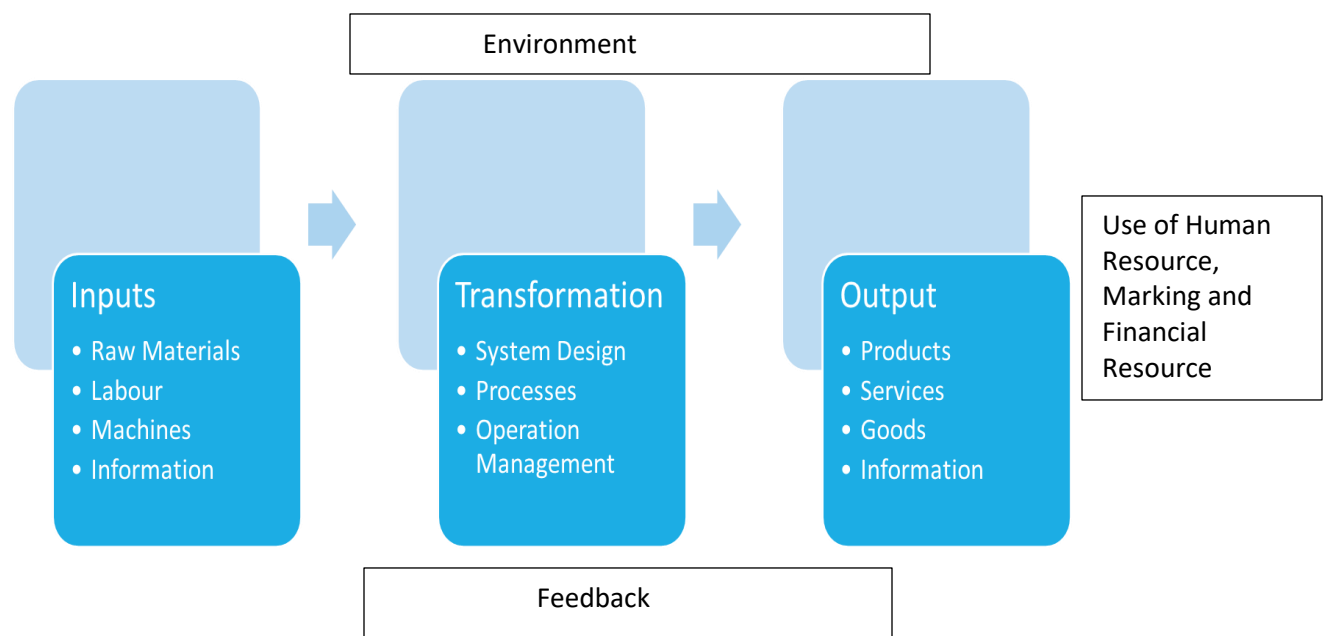 Environment
Inputs
• Raw Materials
• Labour
• Machines
• Information
Transformation
• System Design
• Processes
• Operation
Management
Output
• Products
• Services
• Goods
• Information
Use of Human
Resource,
Marking and
Financial
Resource
Feedback